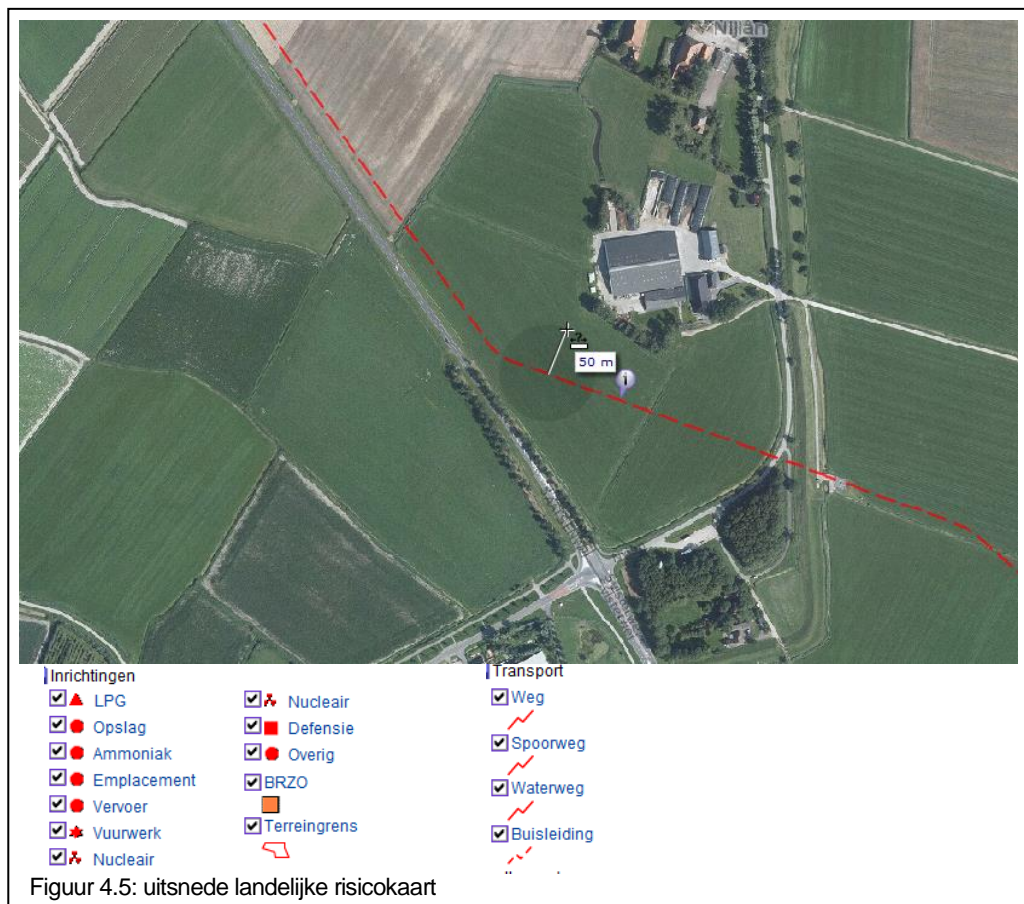 Nijlân
50 m
i
Inrichtingen
LPG
Opslag
Ammoniak
Emplacement
Vervoer
Vuurwerk
Nucleair
Nucleair
Defensie
Overig
BRZO
Terreingrens
Transport
Weg
Spoorweg
Waterweg
Buisleiding
Figuur 4.5: uitsnede landelijke risicokaart